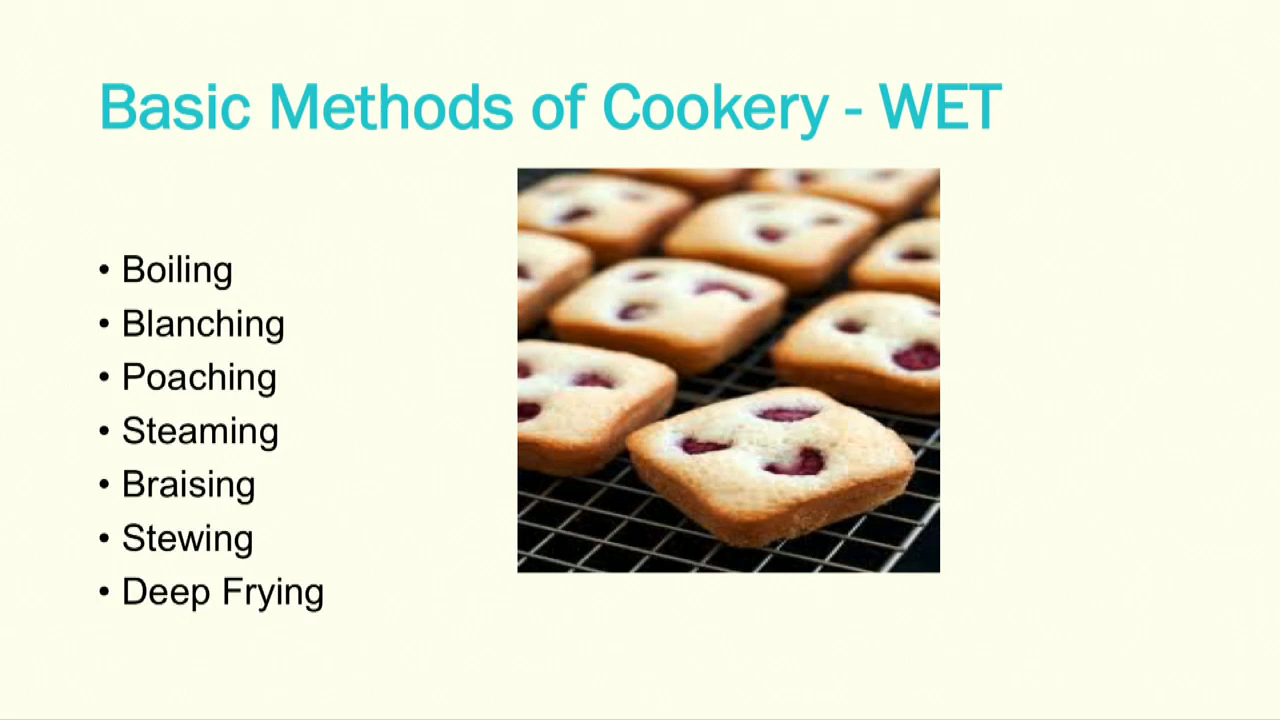 Basic Methods of Cookery - WET
• Boiling
• Blanching
• Poaching
• Steaming
• Braising
• Stewing
• Deep Frying